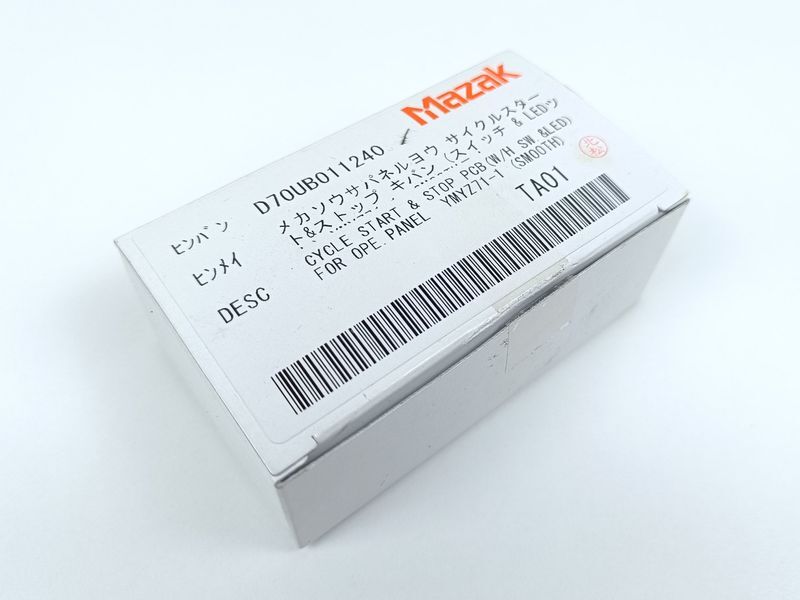 Mazak
ヒンバン D70UB011240
ヒンメイ メカソウサパネルヨウ サイクルスター
ト&ストップ キバン (スイッチ & LEDツ
DESC CYCLE START & STOP PCB(W/H SW.&LED)
FOR OPE.PANEL YMYZ71-1 (SMOOTH)
TA01